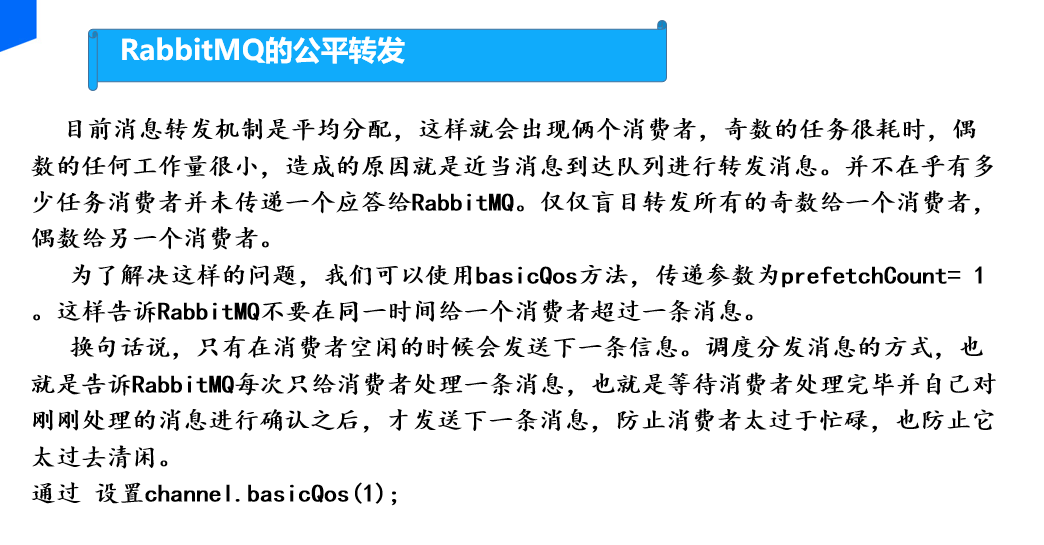 RabbitMQ的公平转发
目前消息转发机制是平均分配，这样就会出现俩个消费者，奇数的任务很耗时，偶
数的任何工作量很小，造成的原因就是近当消息到达队列进行转发消息。并不在乎有多
少任务消费者并未传递一个应答给RabbitMQ。仅仅盲目转发所有的奇数给一个消费者，
偶数给另一个消费者。
为了解决这样的问题，我们可以使用basicQos方法，传递参数为prefetchCount= 1
。这样告诉RabbitMQ不要在同一时间给一个消费者超过一条消息。
换句话说，只有在消费者空闲的时候会发送下一条信息。调度分发消息的方式，也
就是告诉RabbitMQ每次只给消费者处理一条消息，也就是等待消费者处理完毕并自己对
刚刚处理的消息进行确认之后，才发送下一条消息，防止消费者太过于忙碌，也防止它
太过去清闲。
通过 设置channel.basicQos(1);